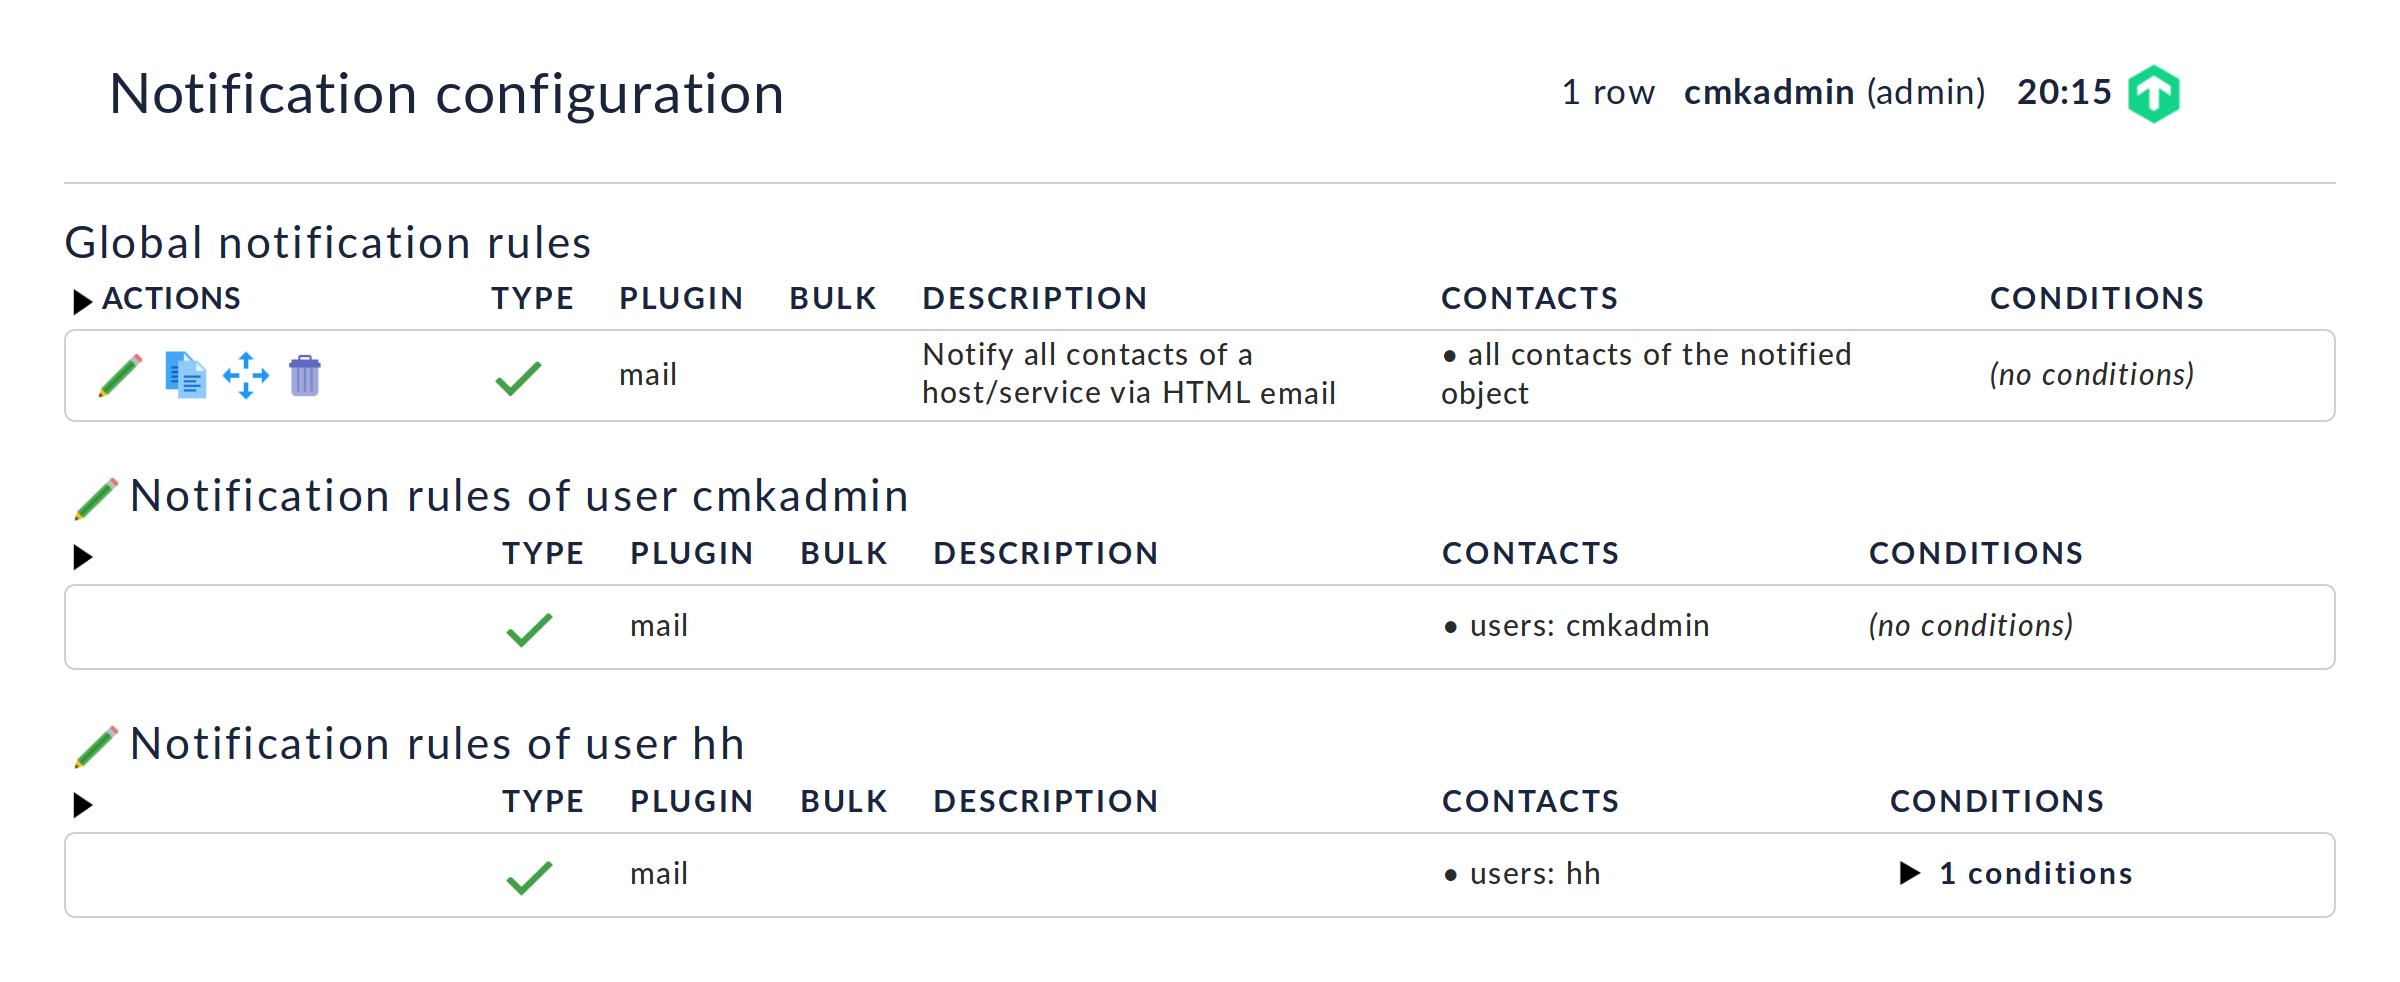 Notification configuration 1 row cmkadmin (admin) 20:15
Global notification rules
ACTIONS TYPE PLUGIN BULK DESCRIPTION CONTACTS CONDITIONS
mail Notify all contacts of a host/service via HTML email • all contacts of the notified object (no conditions)
Notification rules of user cmkadmin
TYPE PLUGIN BULK DESCRIPTION CONTACTS CONDITIONS
mail • users: cmkadmin (no conditions)
Notification rules of user hh
TYPE PLUGIN BULK DESCRIPTION CONTACTS CONDITIONS
mail • users: hh 1 conditions